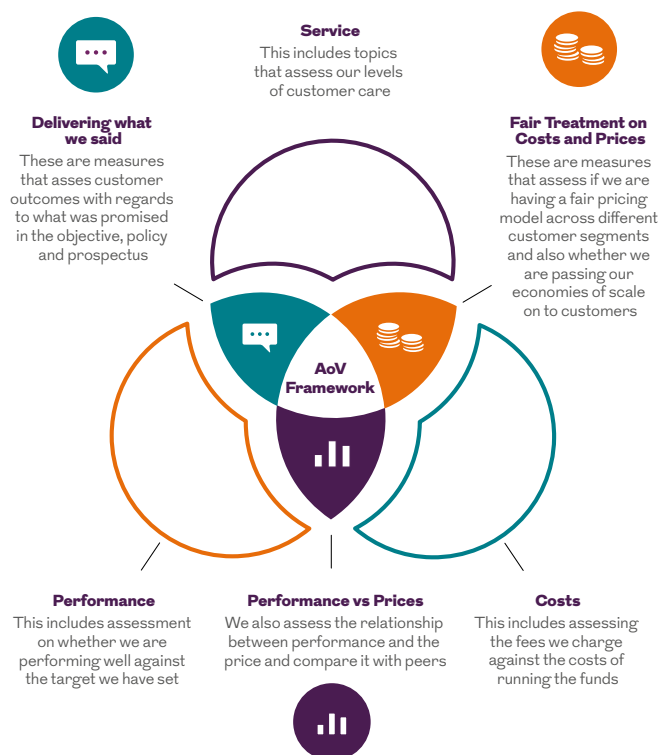 Service
This includes topics
that assess our levels
of customer care
Delivering what
we said
These are measures
that asses customer
outcomes with regards
to what was promised
in the objective, policy
and prospectus
Fair Treatment on
Costs and Prices
These are measures
that assess if we are
having a fair pricing
model across different
customer segments
and also whether we
are passing our
economies of scale
on to customers
AoV
Framework
Performance
This includes assessment
on whether we are
performing well against
the target we have set
Performance vs Prices
We also assess the relationship
between performance and the
price and compare it with peers
Costs
This includes assessing
the fees we charge
against the costs of
running the funds